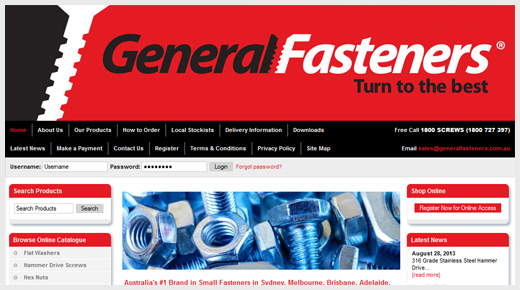 General Fasteners ®
Turn to the best
Home About Us Our Products How to Order Local Stockists Delivery Information Downloads
Free Call 1800 SCREWS (1800 727 397)
Latest News Make a Payment Contact Us Register Terms & Conditions Privacy Policy Site Map
Email sales@generalfasteners.com.au
Username: Username Password: •••••••• Login Forgot password?
Search Products
Search Products Search
Browse Online Catalogue
Flat Washers
Hammer Drive Screws
Hex Nuts
Australia's #1 Brand in Small Fasteners in Sydney, Melbourne, Brisbane, Adelaide,
Shop Online
Register Now for Online Access
Latest News
August 28, 2013
316 Grade Stainless Steel Hammer
Drive...
[read more]